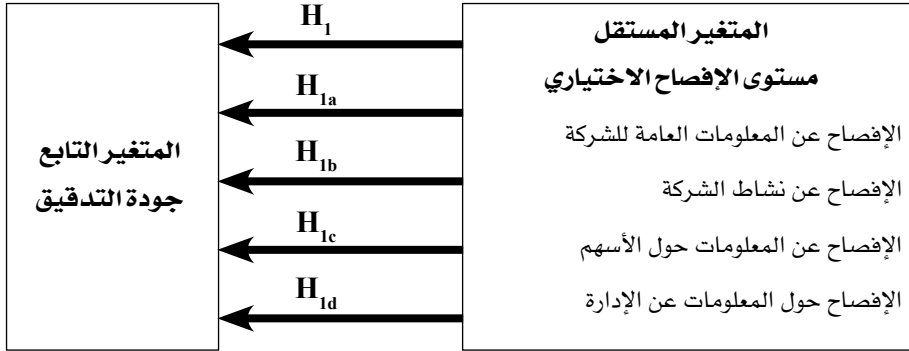 المتغير المستقل
مستوى الإفصاح الاختياري
الإفصاح عن المعلومات العامة للشركة
الإفصاح عن نشاط الشركة
الإفصاح عن المعلومات حول الأسهم
الإفصاح حول المعلومات عن الإدارة
H1
H1a
H1b
H1c
H1d
المتغير التابع
جودة التدقيق